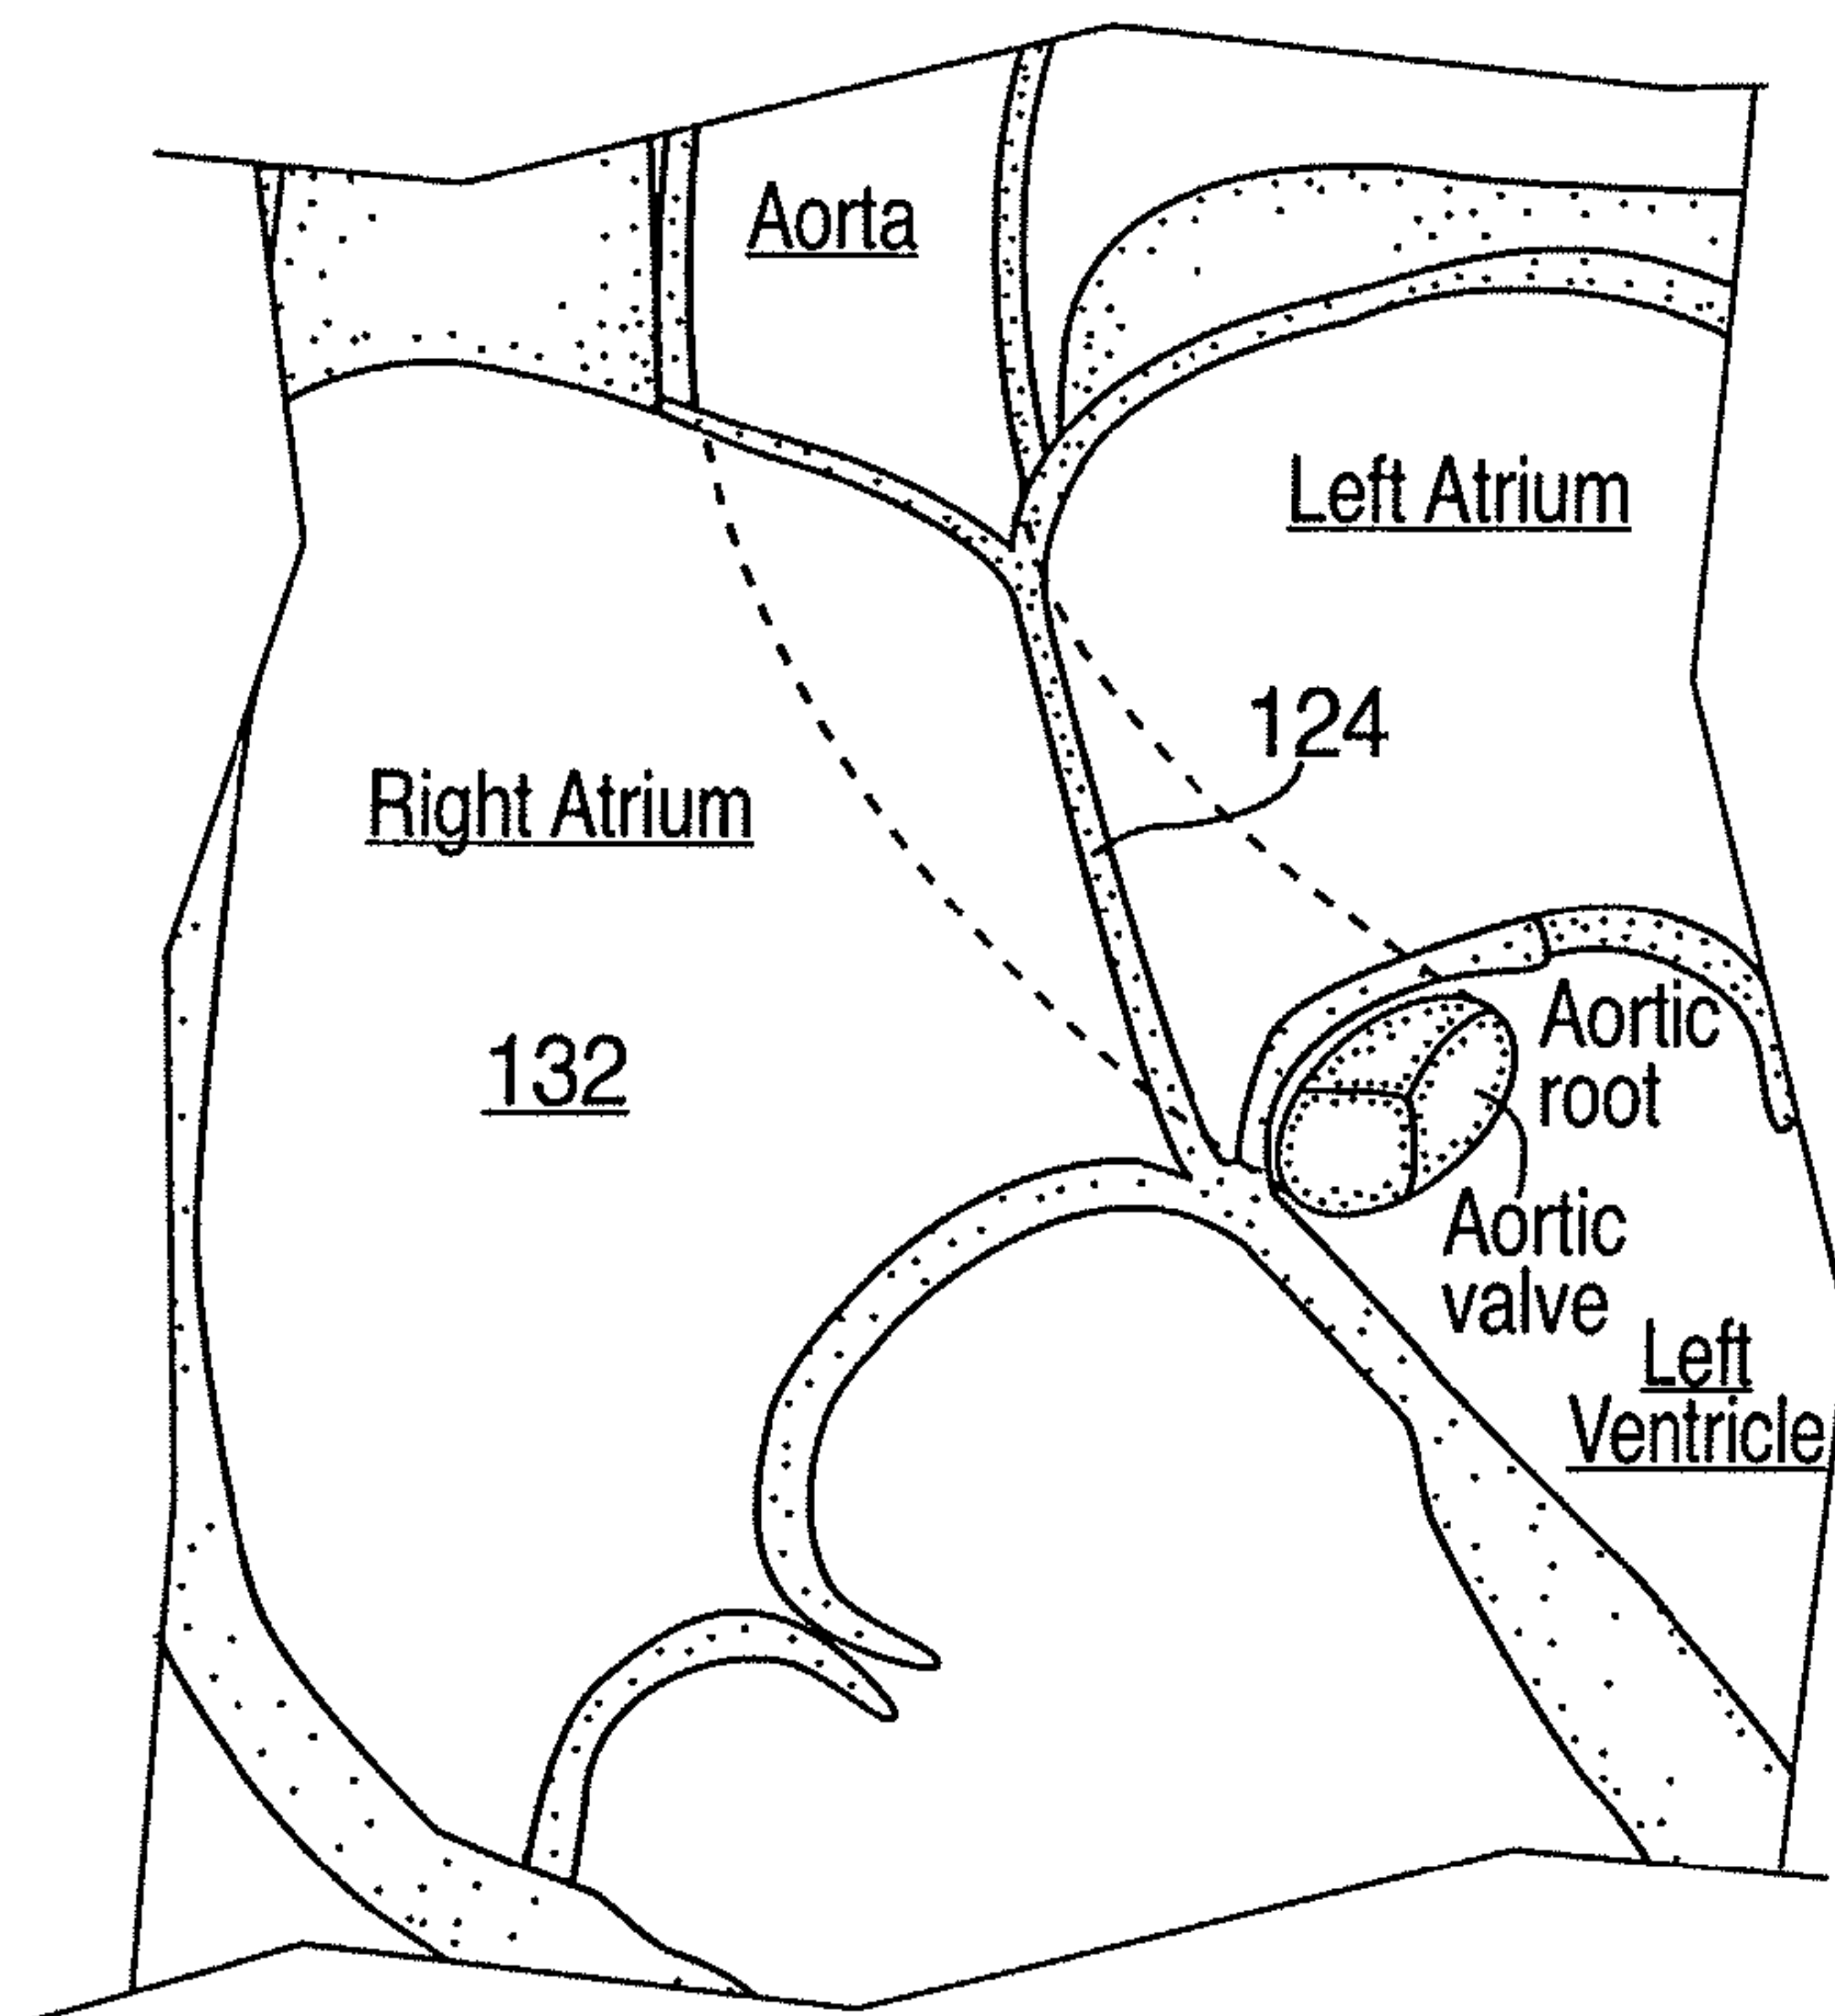 Aorta
Left Atrium
124
Right Atrium
132
Aortic
root
Aortic
valve
Left
Ventricle